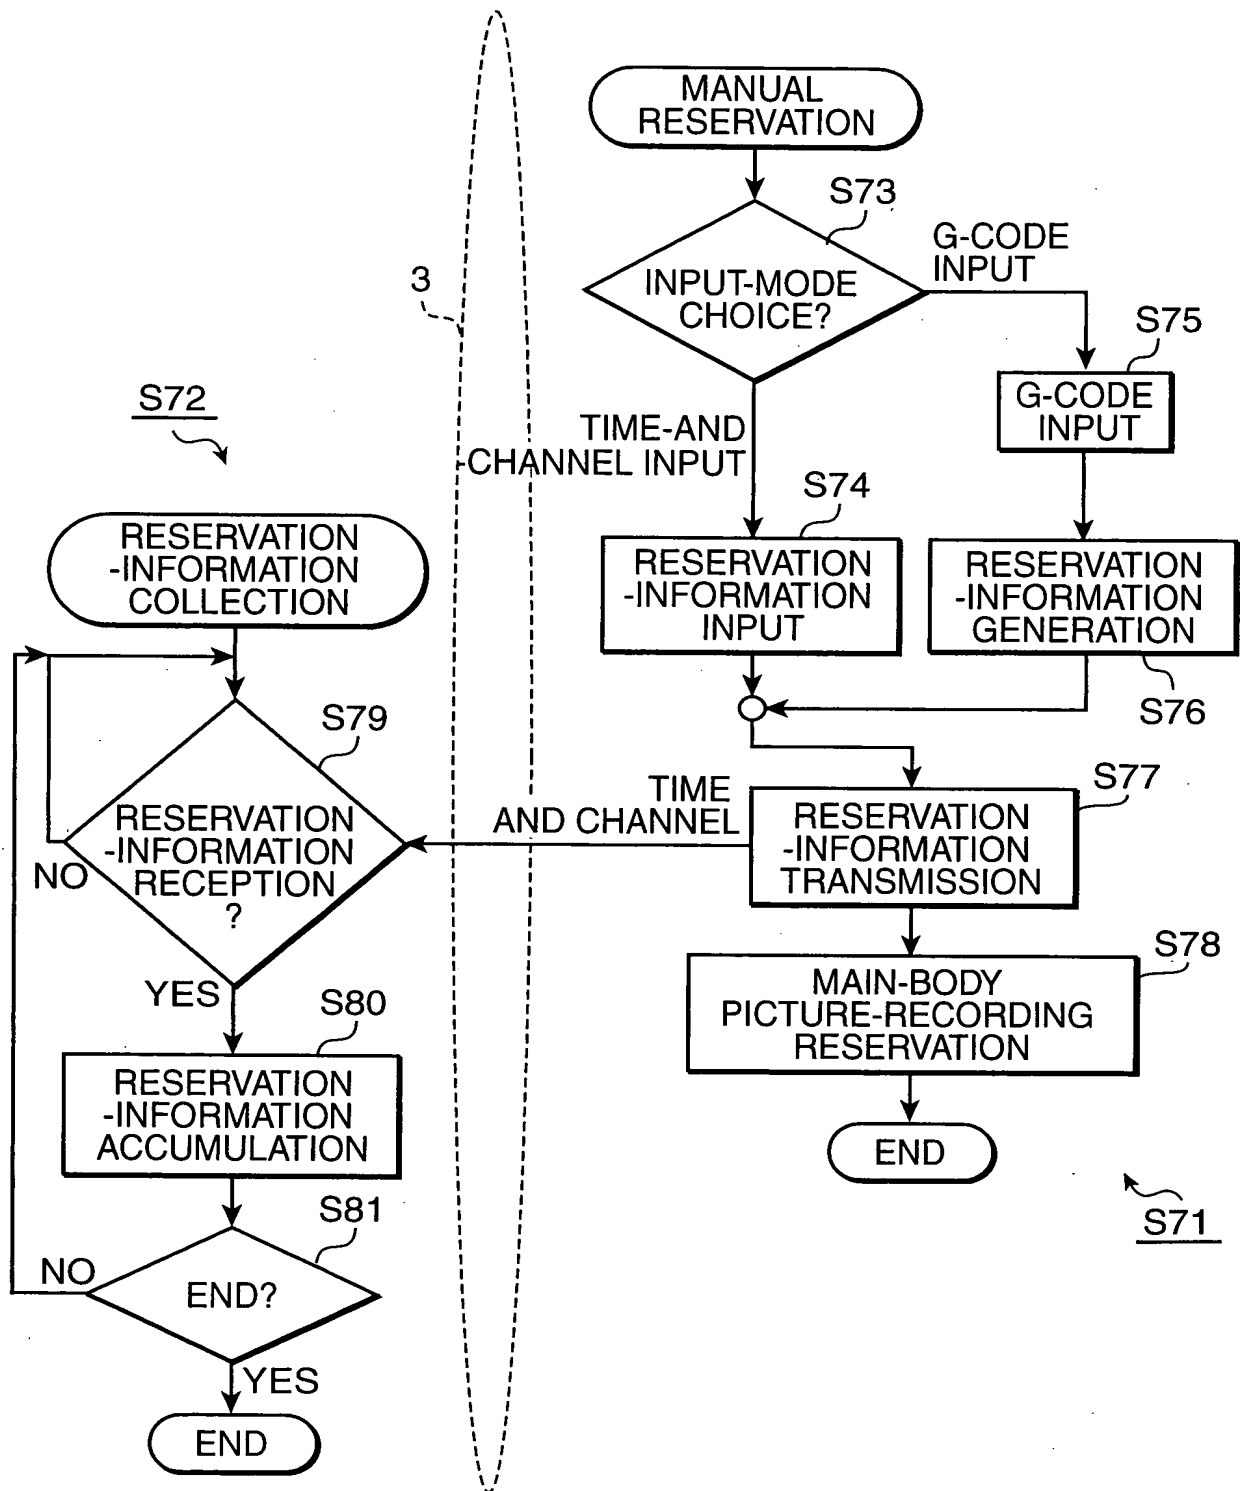 MANUAL
RESERVATION
S73
INPUT-MODE
CHOICE?
G-CODE
INPUT
S75
G-CODE
INPUT
TIME-AND
-CHANNEL INPUT
S74
RESERVATION
-INFORMATION
INPUT
RESERVATION
-INFORMATION
GENERATION
S76
S77
RESERVATION
-INFORMATION
TRANSMISSION
TIME
AND CHANNEL
S78
MAIN-BODY
PICTURE-RECORDING
RESERVATION
END
S71
3
S72
RESERVATION
-INFORMATION
COLLECTION
S79
RESERVATION
-INFORMATION
RECEPTION
?
NO
YES
S80
RESERVATION
-INFORMATION
ACCUMULATION
S81
END?
NO
YES
END